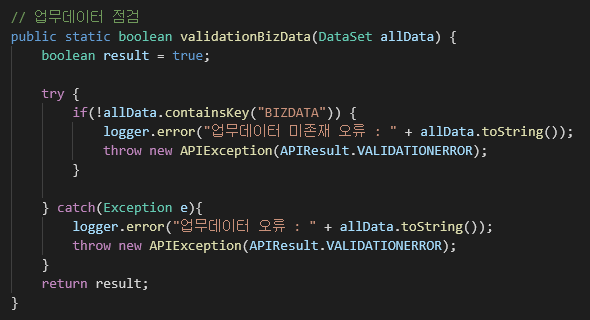 // 업무데이터 점검
public static boolean validationBizData(DataSet allData) {
    boolean result = true;

    try {
        if(!allData.containsKey("BIZDATA")) {
            logger.error("업무데이터 미존재 오류 : " + allData.toString());
            throw new APIException(APIResult.VALIDATIONERROR);
        }

    } catch(Exception e){
        logger.error("업무데이터 오류 : " + allData.toString());
        throw new APIException(APIResult.VALIDATIONERROR);
    }
    return result;
}